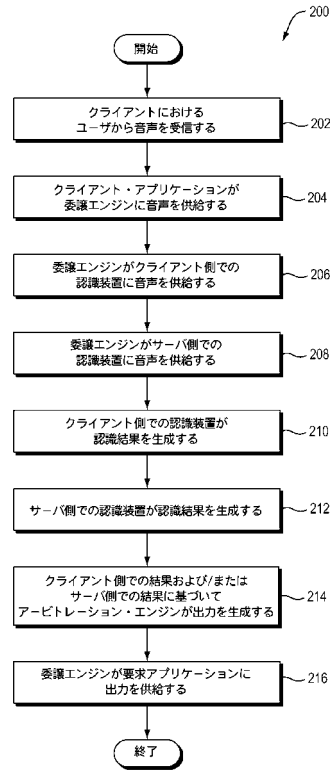 200
開始
クライアントにおける
ユーザから音声を受信する
202
クライアント・アプリケーションが
委譲エンジンに音声を供給する
204
委譲エンジンがクライアント側での
認識装置に音声を供給する
206
委譲エンジンがサーバ側での
認識装置に音声を供給する
208
クライアント側での認識装置が
認識結果を生成する
210
サーバ側での認識装置が認識結果を生成する
212
クライアント側での結果および/または
サーバ側での結果に基づいて
アービトレーション・エンジンが出力を生成する
214
委譲エンジンが要求アプリケーションに
出力を供給する
216
終了